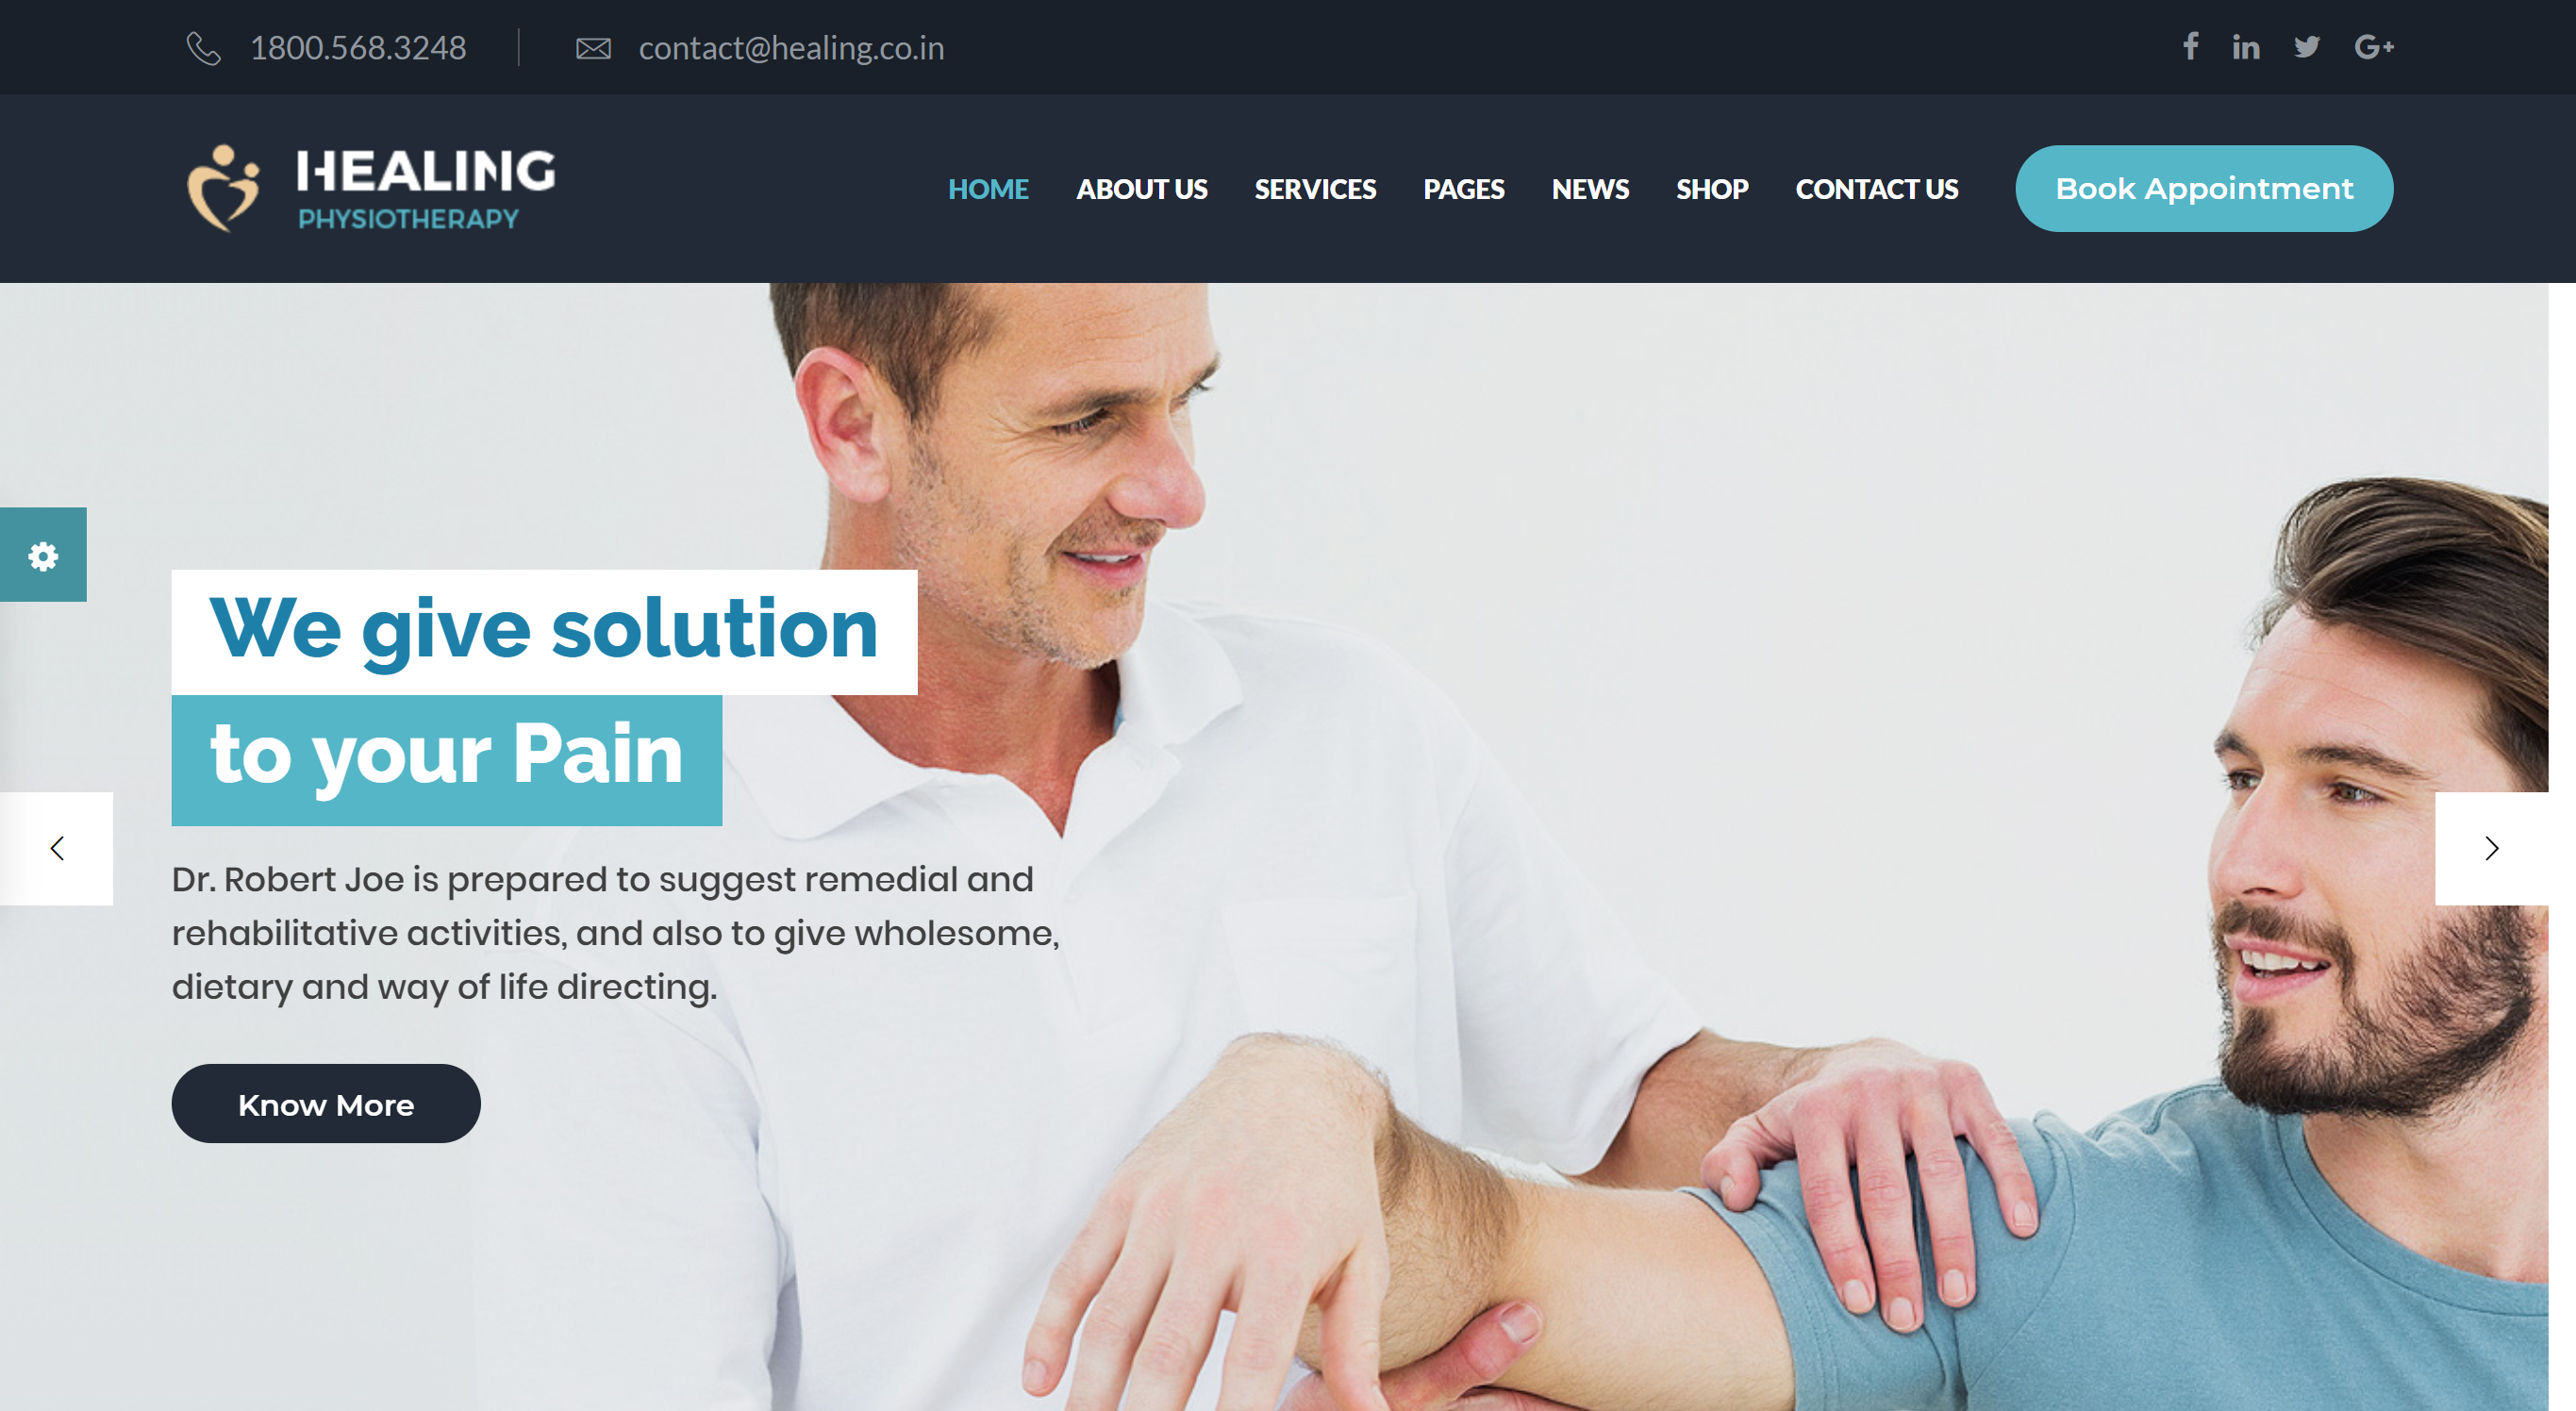 1800.568.3248
contact@healing.co.in
HEALING
PHYSIOTHERAPY
HOME ABOUT US SERVICES PAGES NEWS SHOP CONTACT US Book Appointment
We give solution
to your Pain
Dr. Robert Joe is prepared to suggest remedial and
rehabilitative activities, and also to give wholesome,
dietary and way of life directing.
Know More